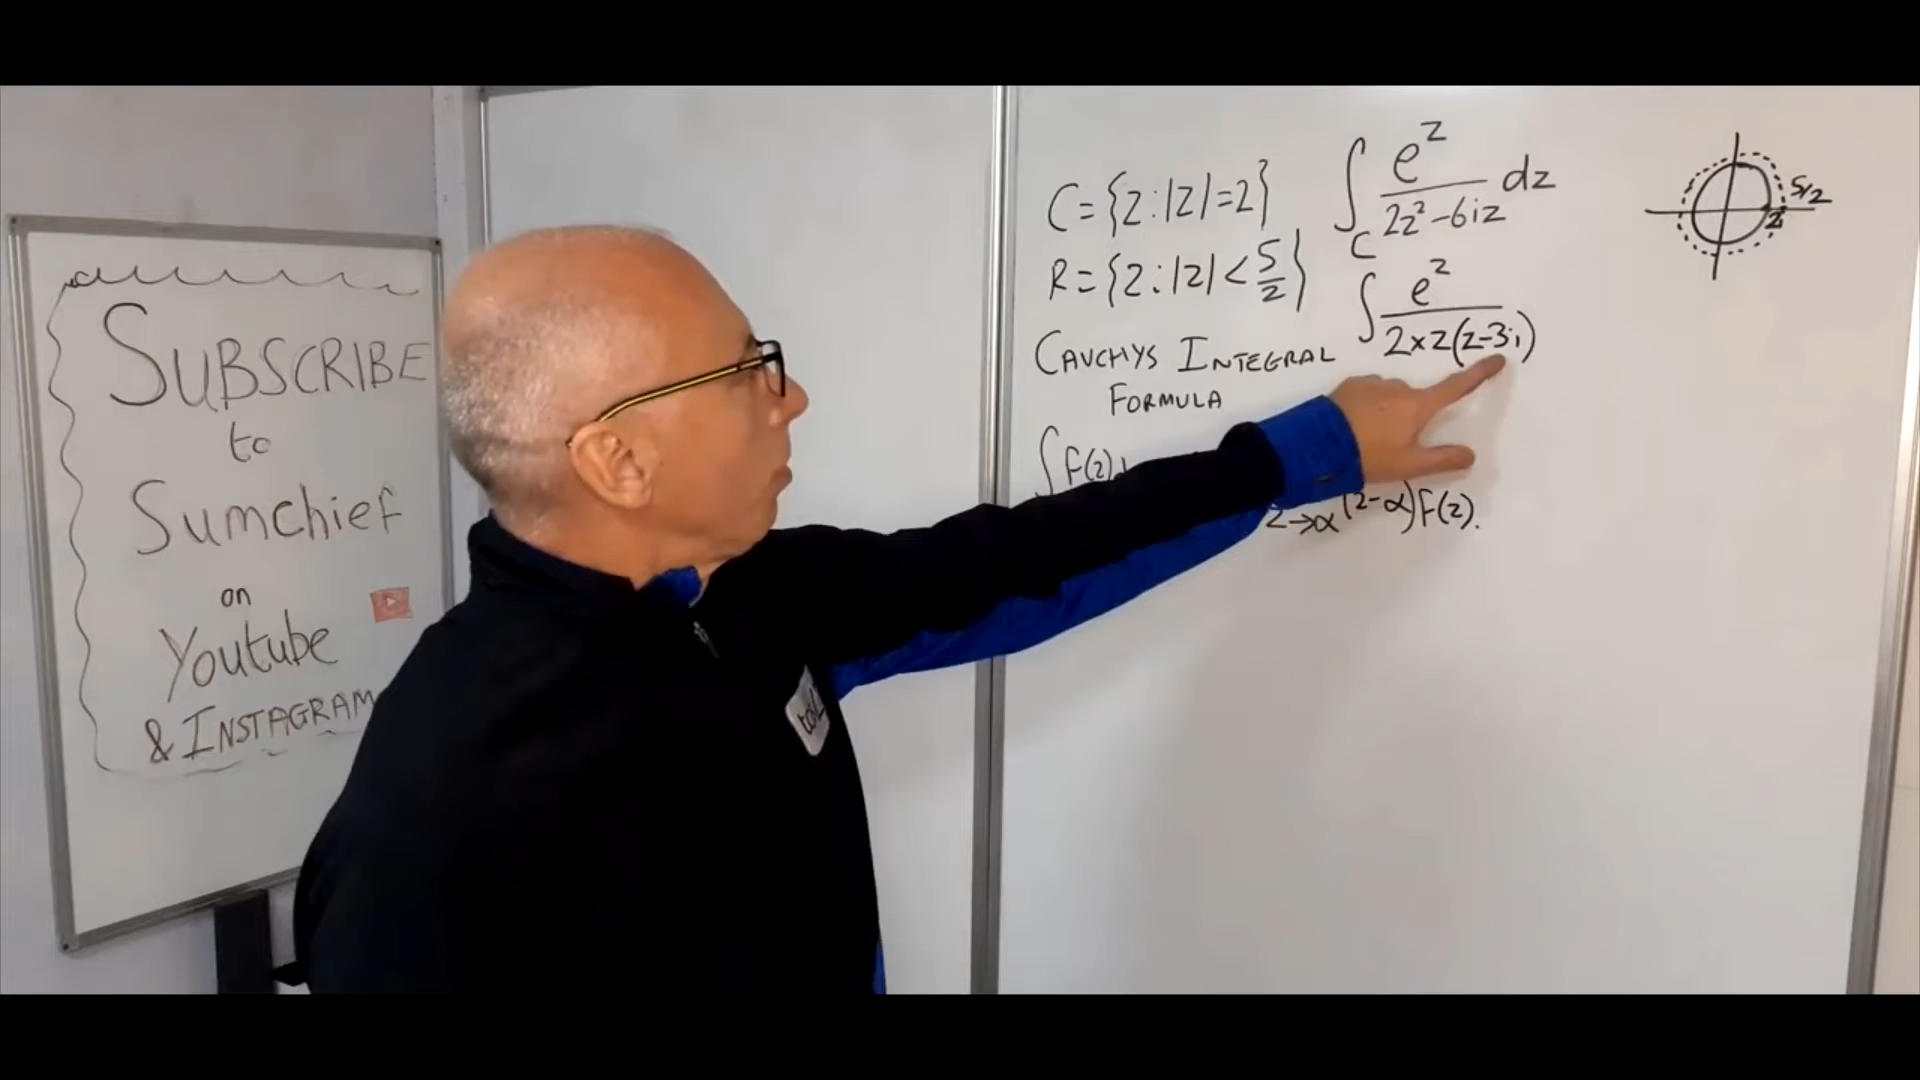 SUBSCRIBE
to
Sumchief
on
Youtube
& INSTAGRAM
C = {z : |z| = 2}
R = {z : |z| < 5/2}
CAUCHYS INTEGRAL
FORMULA
∫ F(z)
z→α (z-α) F(z).
∫_C e^z / (2z² - 6iz) dz
∫ e^z / (2×z(z-3i))
5/2
2